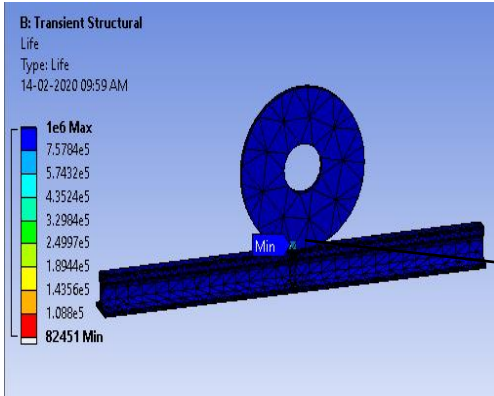 B: Transient Structural
Life
Type: Life
14-02-2020 09:59 AM
1e6 Max
7.5784e5
5.7432e5
4.3524e5
3.2984e5
2.4997e5
1.8944e5
1.4356e5
1.088e5
82451 Min
Min